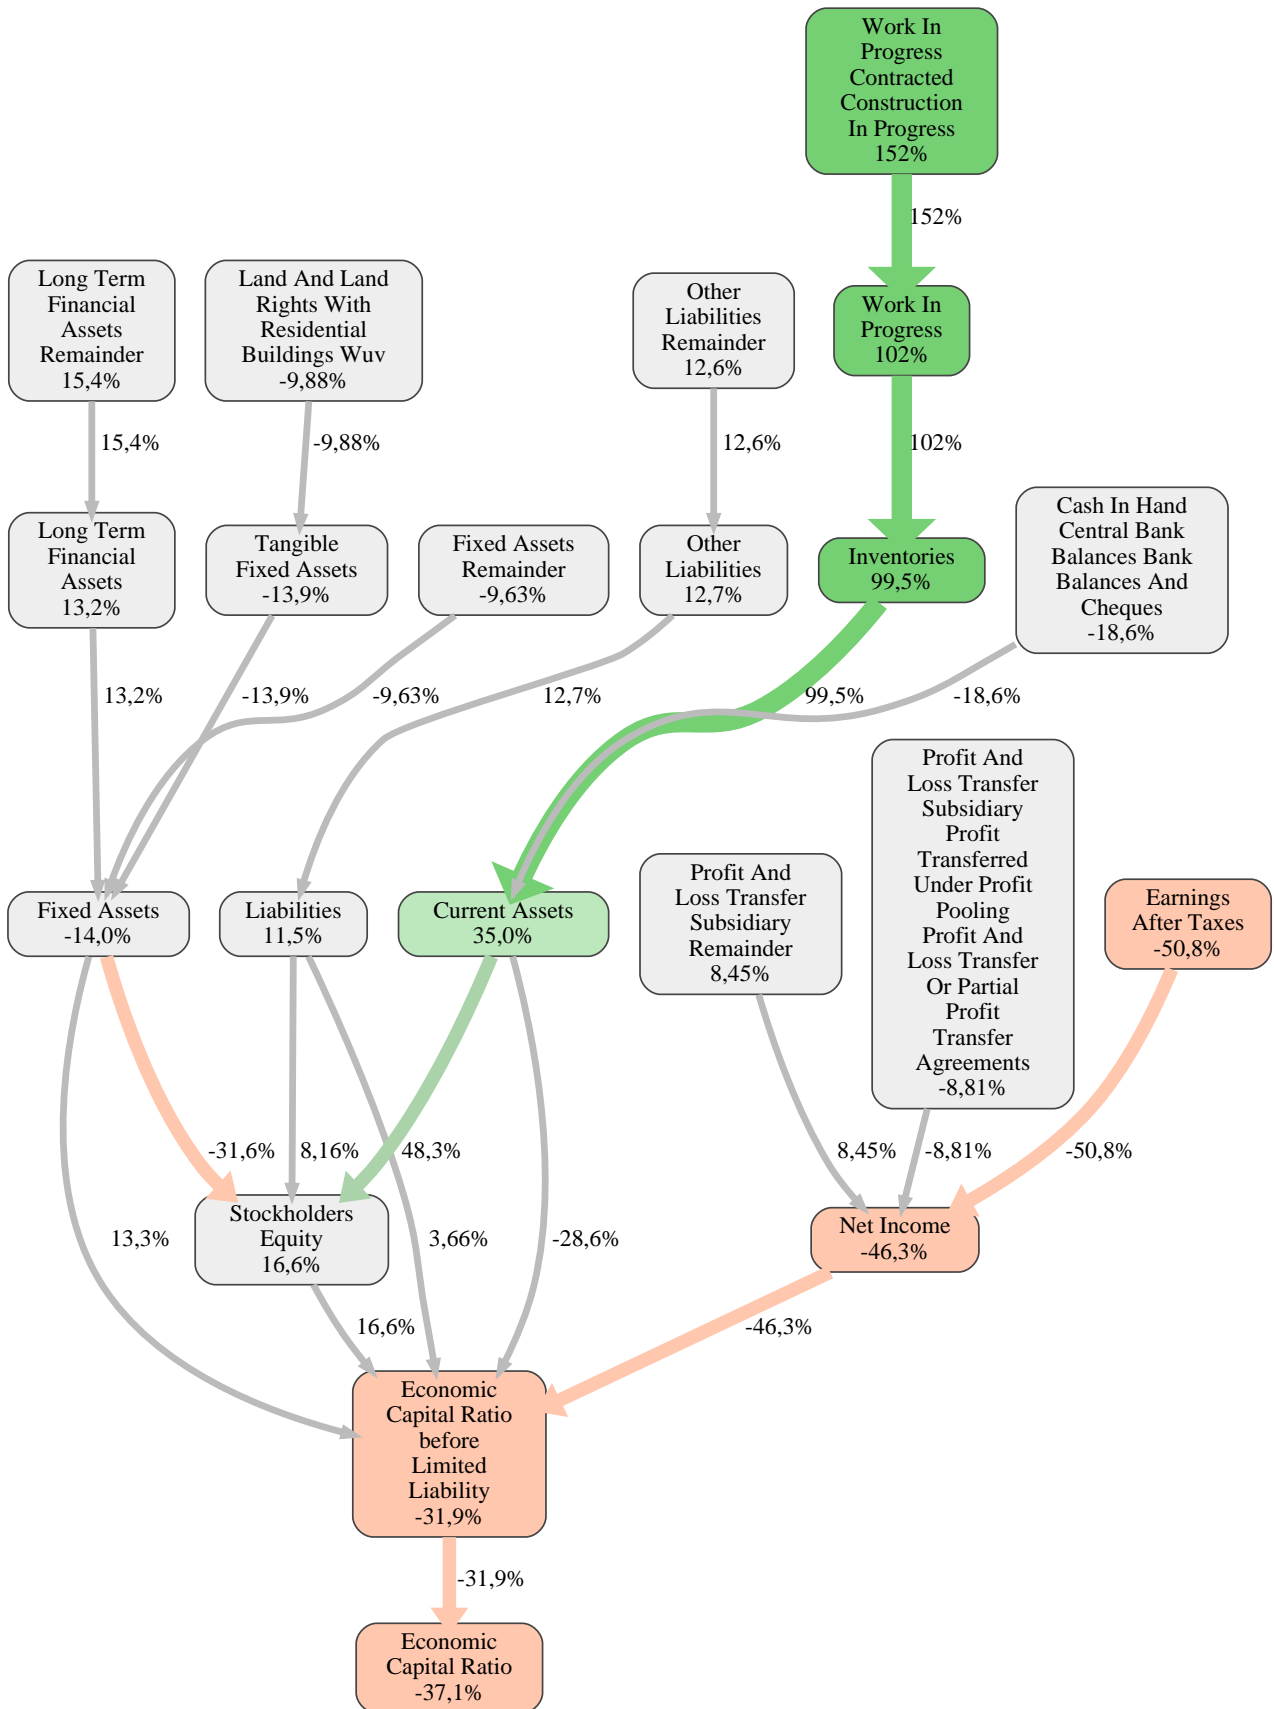 Work In
Progress
Contracted
Construction
In Progress
152%
152%
Long Term
Financial
Assets
Remainder
15,4%
Land And Land
Rights With
Residential
Buildings Wuv
-9,88%
Other
Liabilities
Remainder
12,6%
Work In
Progress
102%
15,4%
-9,88%
12,6%
102%
Long Term
Financial
Assets
13,2%
Tangible
Fixed Assets
-13,9%
Fixed Assets
Remainder
-9,63%
Other
Liabilities
12,7%
Inventories
99,5%
Cash In Hand
Central Bank
Balances Bank
Balances And
Cheques
-18,6%
13,2%
-13,9%
-9,63%
12,7%
99,5%
-18,6%
Fixed Assets
-14,0%
Liabilities
11,5%
Current Assets
35,0%
Profit And
Loss Transfer
Subsidiary
Remainder
8,45%
Profit And
Loss Transfer
Subsidiary
Profit
Transferred
Under Profit
Pooling
Profit And
Loss Transfer
Or Partial
Profit
Transfer
Agreements
-8,81%
Earnings
After Taxes
-50,8%
-31,6%
8,16%
48,3%
8,45%
-8,81%
-50,8%
Stockholders
Equity
16,6%
Net Income
-46,3%
13,3%
3,66%
-28,6%
16,6%
-46,3%
Economic
Capital Ratio
before
Limited
Liability
-31,9%
-31,9%
Economic
Capital Ratio
-37,1%